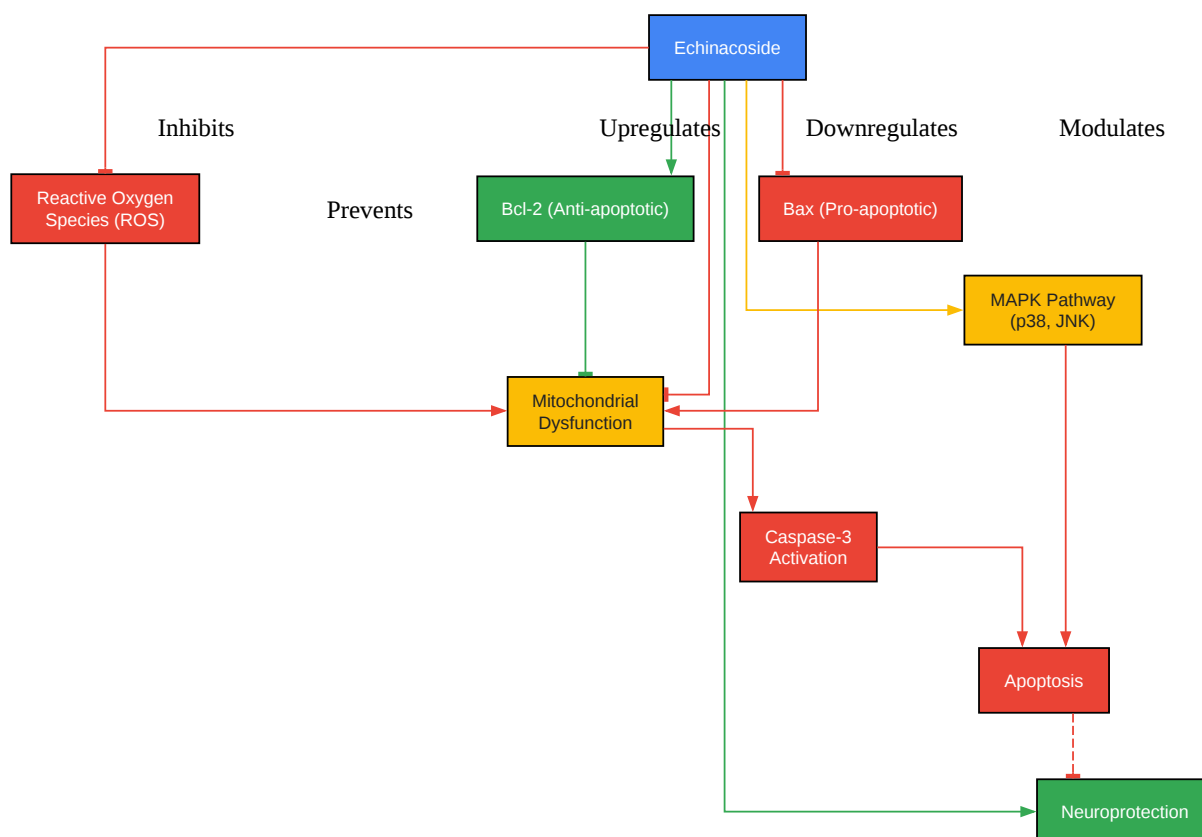 Echinacoside
Inhibits
Upregulates
Downregulates
Modulates
Reactive Oxygen
Species (ROS)
Prevents
Bcl-2 (Anti-apoptotic)
Bax (Pro-apoptotic)
MAPK Pathway
(p38, JNK)
Mitochondrial
Dysfunction
Caspase-3
Activation
Apoptosis
Neuroprotection